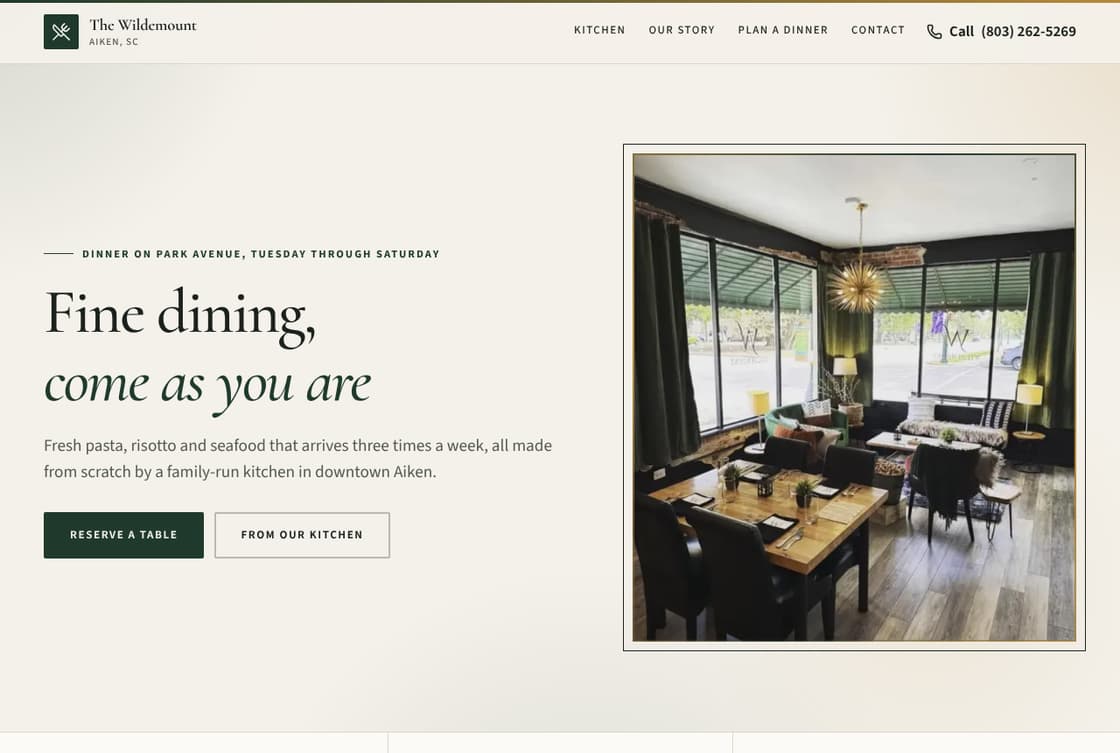 The Wildemount
AIKEN, SC
KITCHEN
OUR STORY
PLAN A DINNER
CONTACT
Call (803) 262-5269
DINNER ON PARK AVENUE, TUESDAY THROUGH SATURDAY
Fine dining,
come as you are
Fresh pasta, risotto and seafood that arrives three times a week, all made
from scratch by a family-run kitchen in downtown Aiken.
RESERVE A TABLE
FROM OUR KITCHEN